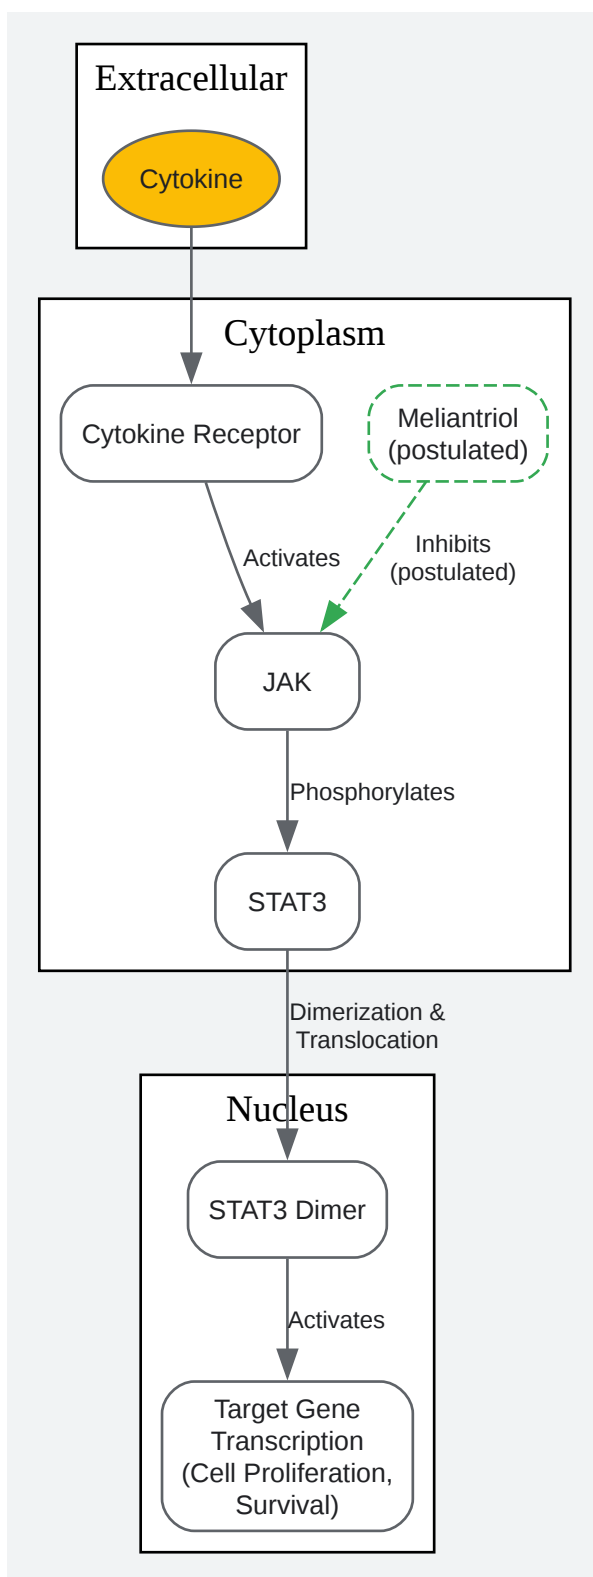 Extracellular
Cytokine
Cytoplasm
Cytokine Receptor
Meliantriol
(postulated)
Activates
Inhibits
(postulated)
JAK
Phosphorylates
STAT3
Dimerization &
Translocation
Nucleus
STAT3 Dimer
Activates
Target Gene
Transcription
(Cell Proliferation,
Survival)